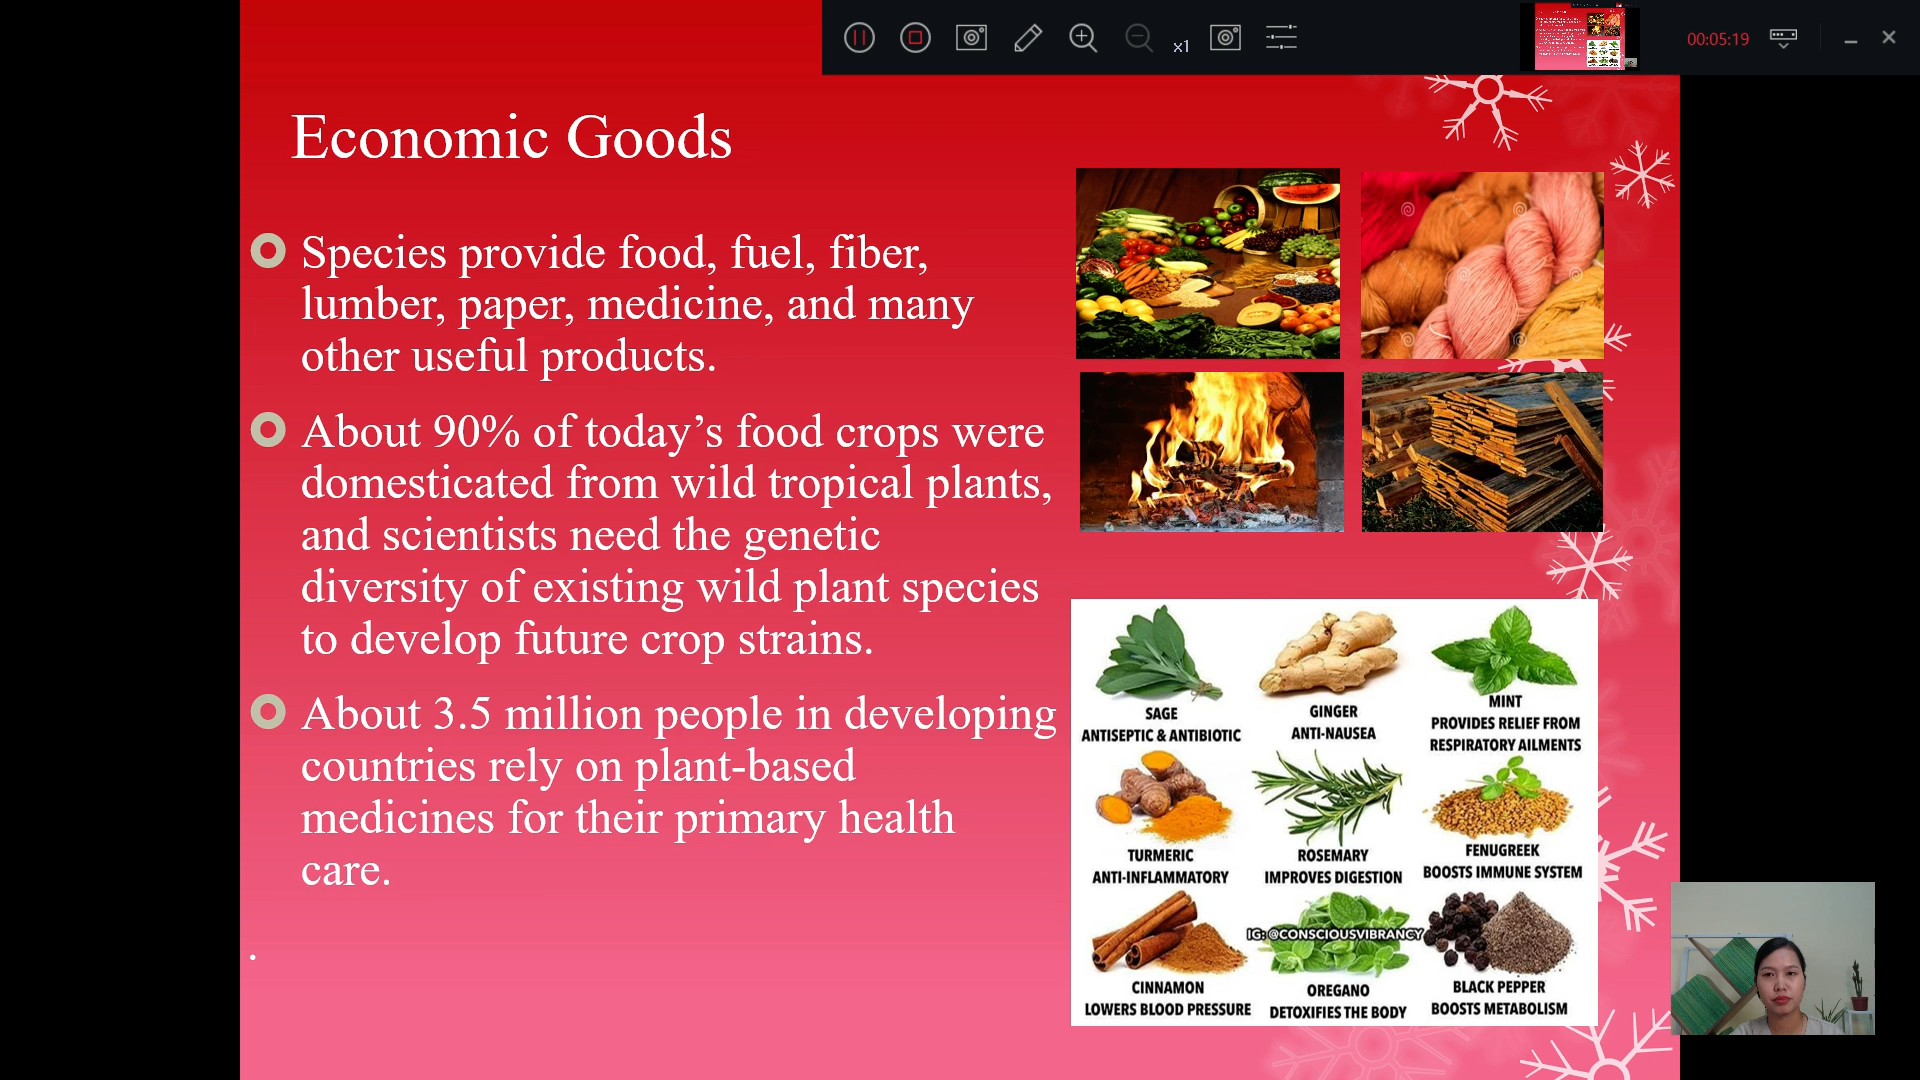 x1
00:05:19
Economic Goods
Species provide food, fuel, fiber,
lumber, paper, medicine, and many
other useful products.
About 90% of today’s food crops were
domesticated from wild tropical plants,
and scientists need the genetic
diversity of existing wild plant species
to develop future crop strains.
About 3.5 million people in developing
countries rely on plant-based
medicines for their primary health
care.
.
SAGE
ANTISEPTIC & ANTIBIOTIC
GINGER
ANTI-NAUSEA
MINT
PROVIDES RELIEF FROM
RESPIRATORY AILMENTS
TURMERIC
ANTI-INFLAMMATORY
ROSEMARY
IMPROVES DIGESTION
FENUGREEK
BOOSTS IMMUNE SYSTEM
CINNAMON
LOWERS BLOOD PRESSURE
IG: @CONSCIOUSVIBRANCY
OREGANO
DETOXIFIES THE BODY
BLACK PEPPER
BOOSTS METABOLISM